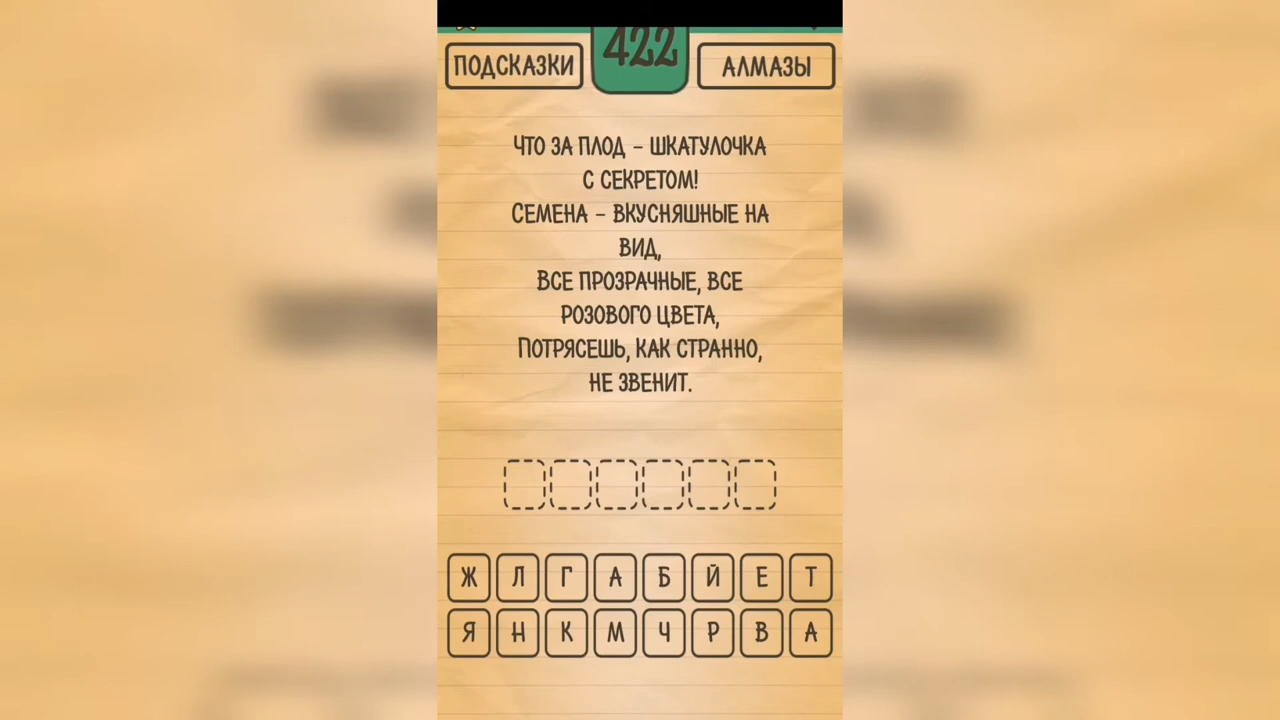 422
ПОДСКАЗКИ
АЛМАЗЫ
ЧТО ЗА ПЛОД – ШКАТУЛОЧКА
С СЕКРЕТОМ!
СЕМЕНА – ВКУСНЯШНЫЕ НА
ВИД,
ВСЕ ПРОЗРАЧНЫЕ, ВСЕ
РОЗОВОГО ЦВЕТА,
ПОТРЯСЕШЬ, КАК СТРАННО,
НЕ ЗВЕНИТ.
Ж Л Г А Б Й Е Т
Я Н К М Ч Р В А